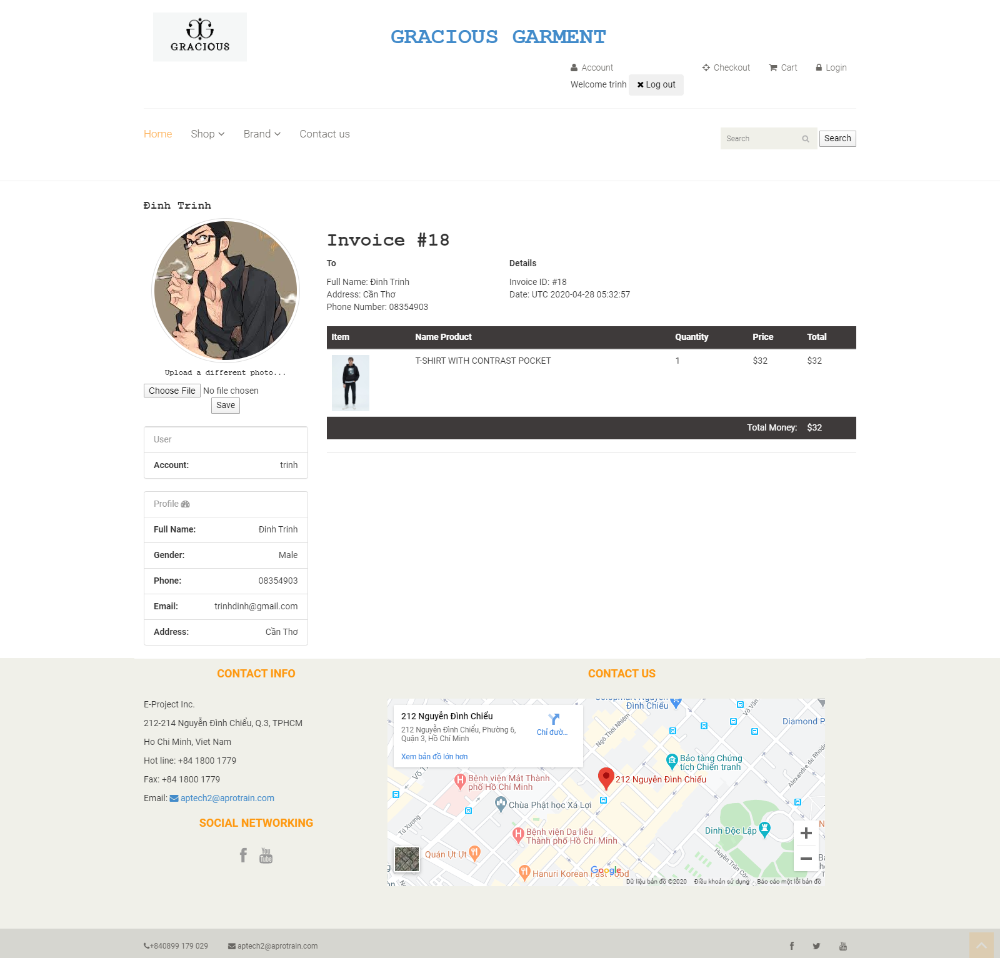 GRACIOUS
GRACIOUS GARMENT
Account
Checkout
Cart
Login
Welcome trinh
Log out
Home
Shop
Brand
Contact us
Search
Search
Đinh Trinh
Upload a different photo...
Choose File No file chosen
Save
User
Account: trinh
Profile
Full Name: Đinh Trinh
Gender: Male
Phone: 08354903
Email: trinhdinh@gmail.com
Address: Cần Thơ
Invoice #18
To
Full Name: Đinh Trinh
Address: Cần Thơ
Phone Number: 08354903
Details
Invoice ID: #18
Date: UTC 2020-04-28 05:32:57
Item Name Product Quantity Price Total
T-SHIRT WITH CONTRAST POCKET 1 $32 $32
Total Money: $32
CONTACT INFO
E-Project Inc.
212-214 Nguyễn Đình Chiểu, Q.3, TPHCM
Ho Chi Minh, Viet Nam
Hot line: +84 1800 1779
Fax: +84 1800 1779
Email: aptech2@aprotrain.com
SOCIAL NETWORKING
You
Tube
CONTACT US
212 Nguyễn Đình Chiểu
212 Nguyễn Đình Chiểu, Phường 6,
Quận 3, Hồ Chí Minh
Xem bản đồ lớn hơn
Chỉ đườ...
Đình Chiểu
Võ Văn
Diamond P
Ngô Thời Nhiệm
Bảo tàng Chứng
tích Chiến tranh
Alexandre de Rhode
212 Nguyễn Đình Chiểu
Bệnh viện Mắt Thành
phố Hồ Chí Minh
Chùa Phật học Xá Lợi
Tú Xương
Bệnh viện Da liễu
Thành phố Hồ Chí Minh
Dinh Độc Lập
Quán Ụt Ụt
Huyền Trân Côn
Hanuri Korean Fast Food
Google
Dữ liệu bản đồ ©2020 Điều khoản sử dụng Báo cáo một lỗi bản đồ
+840899 179 029
aptech2@aprotrain.com
You
Tube